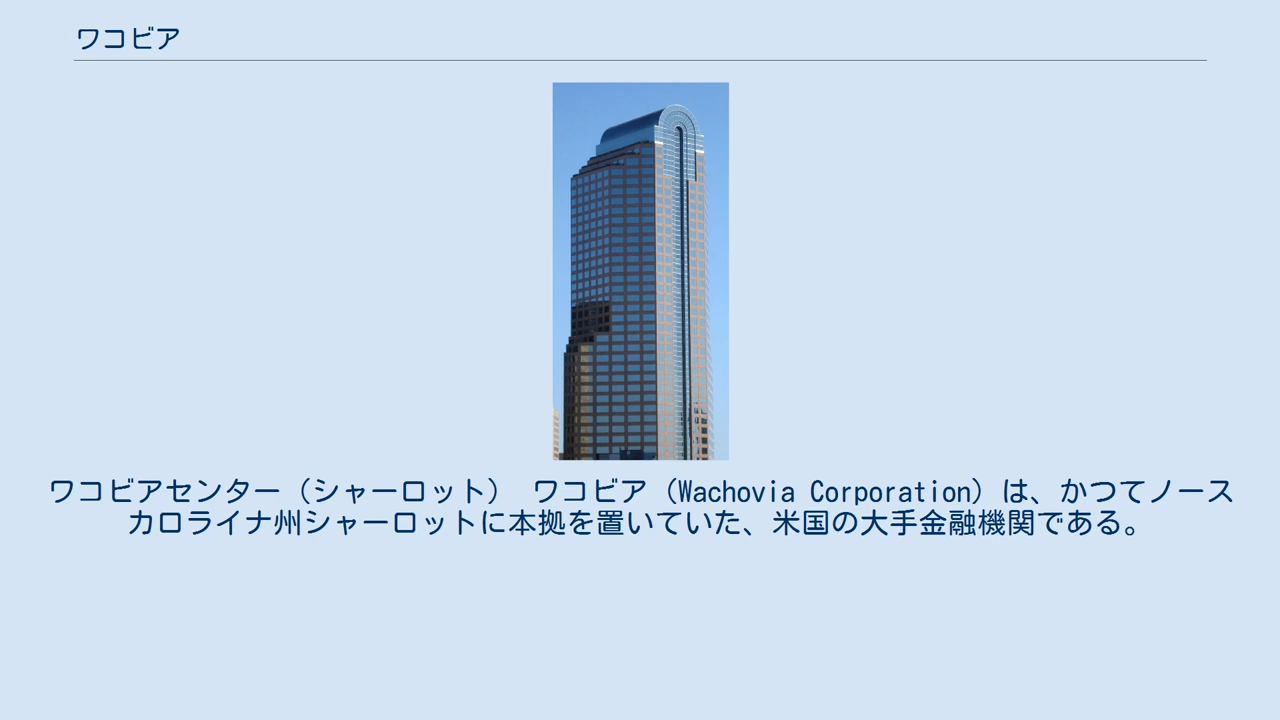 ワコビア
ワコビアセンター（シャーロット） ワコビア（Wachovia Corporation）は、かつてノース
カロライナ州シャーロットに本拠を置いていた、米国の大手金融機関である。